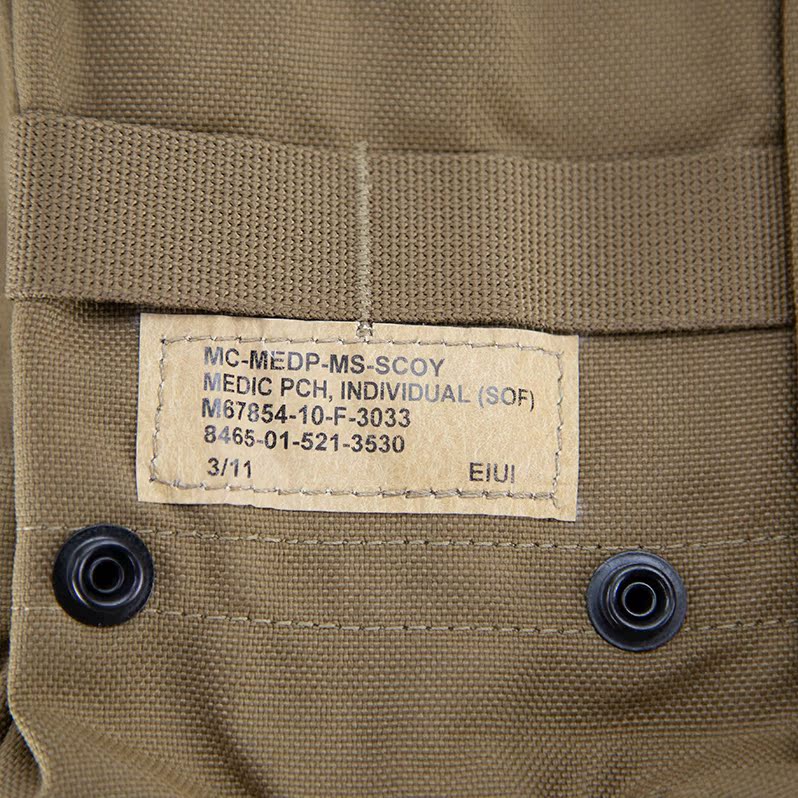 MC-MEDP-MS-SCOY
MEDIC PCH, INDIVIDUAL (SOF)
M67854-10-F-3033
8465-01-521-3530
3/11 EIUI